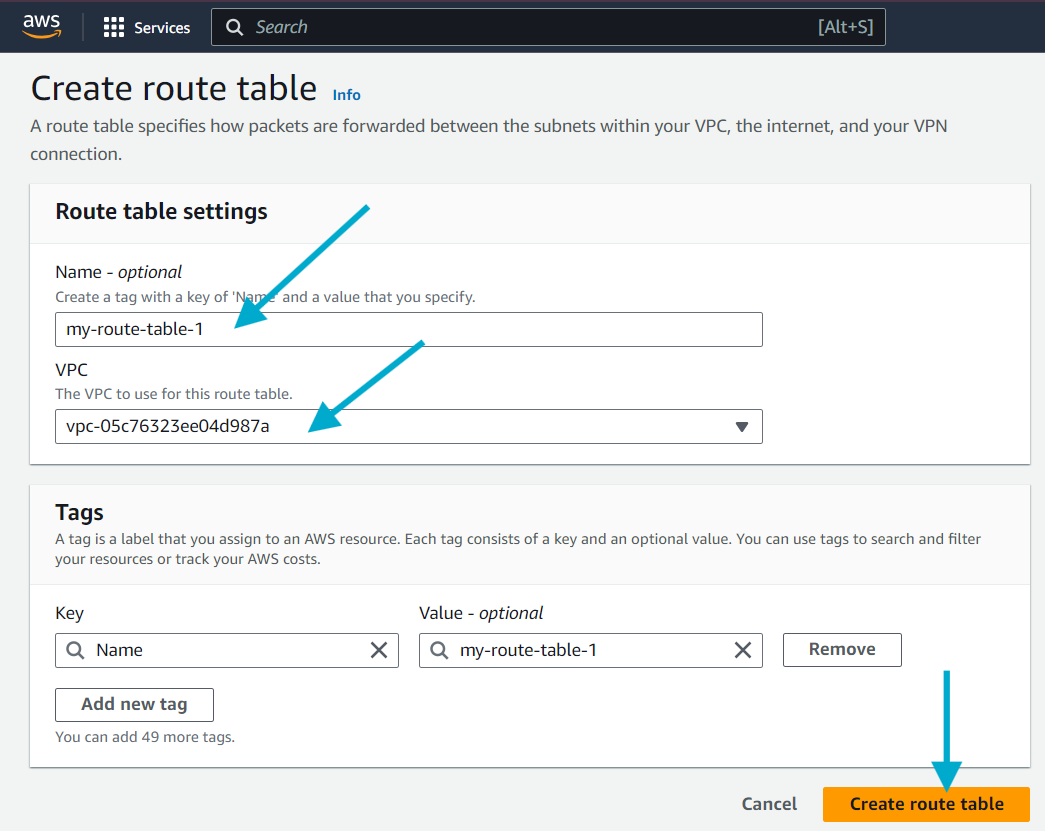 aws
Services
Search
[Alt+S]
Create route table Info
A route table specifies how packets are forwarded between the subnets within your VPC, the internet, and your VPN
connection.
Route table settings
Name - optional
Create a tag with a key of 'Name' and a value that you specify.
my-route-table-1
VPC
The VPC to use for this route table.
vpc-05c76323ee04d987a
Tags
A tag is a label that you assign to an AWS resource. Each tag consists of a key and an optional value. You can use tags to search and filter
your resources or track your AWS costs.
Key
Value - optional
Name
my-route-table-1
Remove
Add new tag
You can add 49 more tags.
Cancel
Create route table